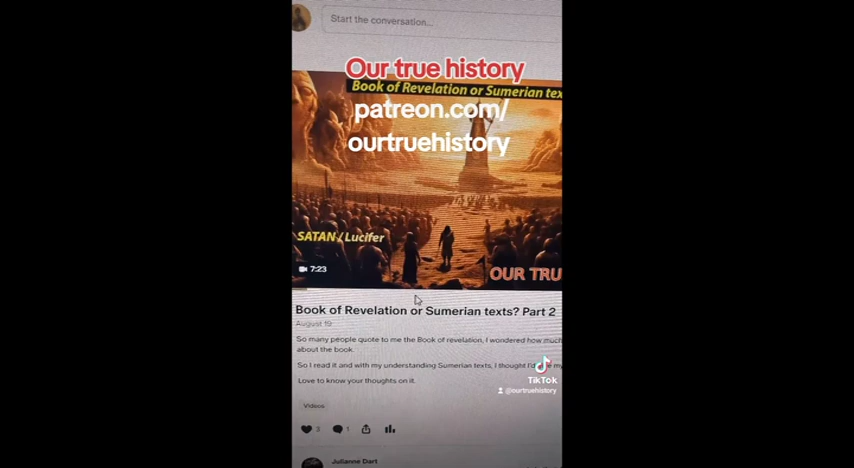 Start the conversation...
Our true history
Book of Revelation or Sumerian tex
patreon.com/
ourtruehistory
SATAN / Lucifer
7:23
OUR TRU
Book of Revelation or Sumerian texts? Part 2
August 19
So many people quote to me the Book of revelation, I wondered how much
about the book.
So I read it and with my understanding Sumerian texts, I thought I'd
my
Love to know your thoughts on it.
TikTok
@ourtruehistory
Videos
3
1
Julianne Dart